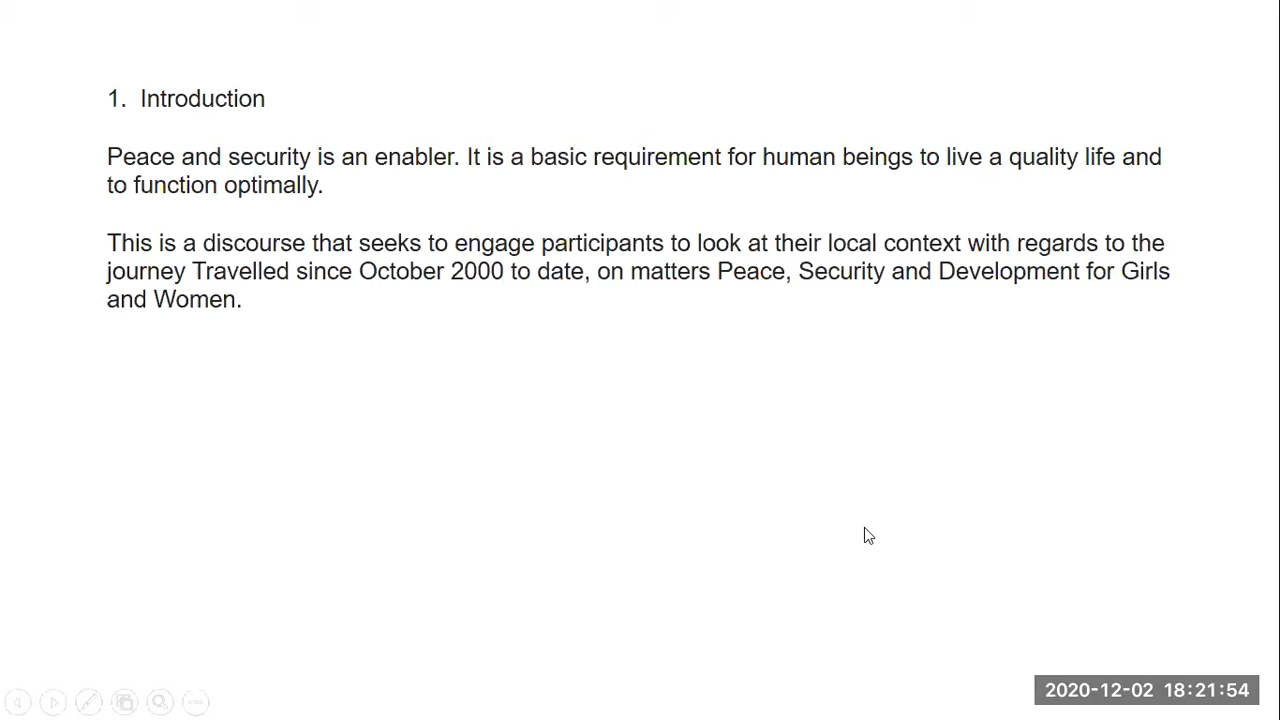 1. Introduction
Peace and security is an enabler. It is a basic requirement for human beings to live a quality life and
to function optimally.
This is a discourse that seeks to engage participants to look at their local context with regards to the
journey Travelled since October 2000 to date, on matters Peace, Security and Development for Girls
and Women.
2020-12-02 18:21:54